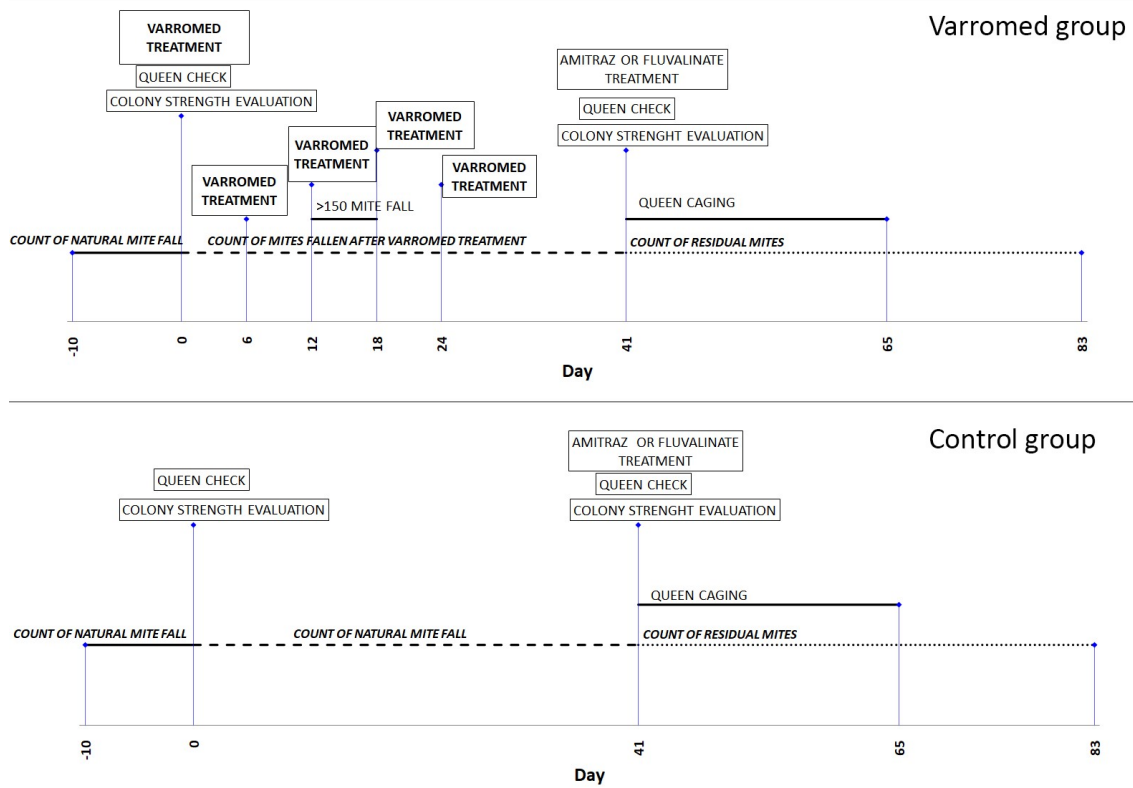 Varromed group
VARROMED
TREATMENT
QUEEN CHECK
COLONY STRENGTH EVALUATION
VARROMED
TREATMENT
VARROMED
TREATMENT
VARROMED
TREATMENT
VARROMED
TREATMENT
>150 MITE FALL
AMITRAZ OR FLUVALINATE
TREATMENT
QUEEN CHECK
COLONY STRENGHT EVALUATION
QUEEN CAGING
COUNT OF NATURAL MITE FALL
COUNT OF MITES FALLEN AFTER VARROMED TREATMENT
COUNT OF RESIDUAL MITES
-10 0 6 12 18 24 41 65 83
Day
Control group
QUEEN CHECK
COLONY STRENGTH EVALUATION
AMITRAZ OR FLUVALINATE
TREATMENT
QUEEN CHECK
COLONY STRENGHT EVALUATION
QUEEN CAGING
COUNT OF NATURAL MITE FALL
COUNT OF NATURAL MITE FALL
COUNT OF RESIDUAL MITES
-10 0 41 65 83
Day